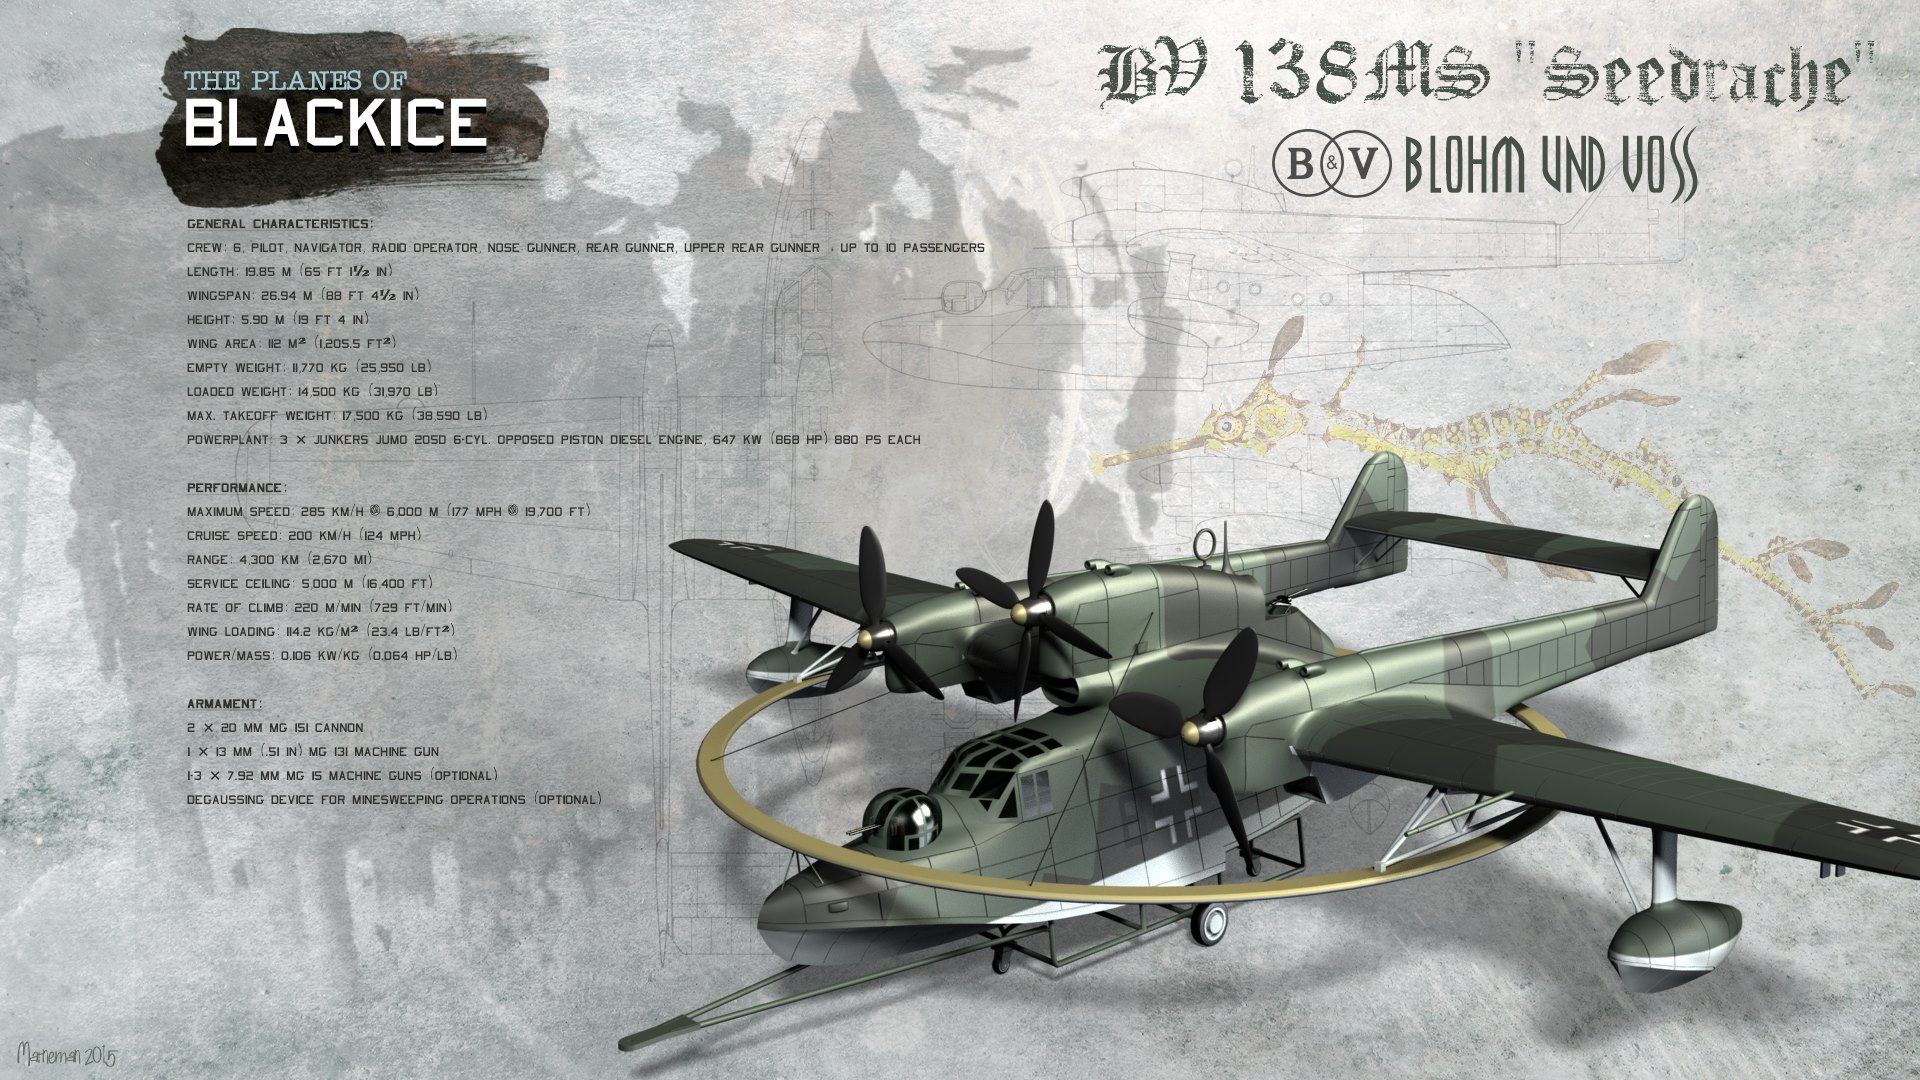 THE PLANES OF
BLACKICE
BV 138MS "Seedrache"
B & V BLOHM UND VOSS
GENERAL CHARACTERISTICS:
CREW: 6, PILOT, NAVIGATOR, RADIO OPERATOR, NOSE GUNNER, REAR GUNNER, UPPER REAR GUNNER + UP TO 10 PASSENGERS
LENGTH: 19.85 M (65 FT 1½ IN)
WINGSPAN: 26.94 M (88 FT 4½ IN)
HEIGHT: 5.90 M (19 FT 4 IN)
WING AREA: 112 M² (1,205.5 FT²)
EMPTY WEIGHT: 11,770 KG (25,950 LB)
LOADED WEIGHT: 14,500 KG (31,970 LB)
MAX. TAKEOFF WEIGHT: 17,500 KG (38,590 LB)
POWERPLANT: 3 × JUNKERS JUMO 205D 6-CYL. OPPOSED PISTON DIESEL ENGINE, 647 KW (868 HP) 880 PS EACH
PERFORMANCE:
MAXIMUM SPEED: 285 KM/H @ 6,000 M (177 MPH @ 19,700 FT)
CRUISE SPEED: 200 KM/H (124 MPH)
RANGE: 4,300 KM (2,670 MI)
SERVICE CEILING: 5,000 M (16,400 FT)
RATE OF CLIMB: 220 M/MIN (729 FT/MIN)
WING LOADING: 114.2 KG/M² (23.4 LB/FT²)
POWER/MASS: 0.106 KW/KG (0.064 HP/LB)
ARMAMENT:
2 × 20 MM MG 151 CANNON
1 × 13 MM (.51 IN) MG 131 MACHINE GUN
1-3 × 7.92 MM MG 15 MACHINE GUNS (OPTIONAL)
DEGAUSSING DEVICE FOR MINESWEEPING OPERATIONS (OPTIONAL)
Marneman 2015